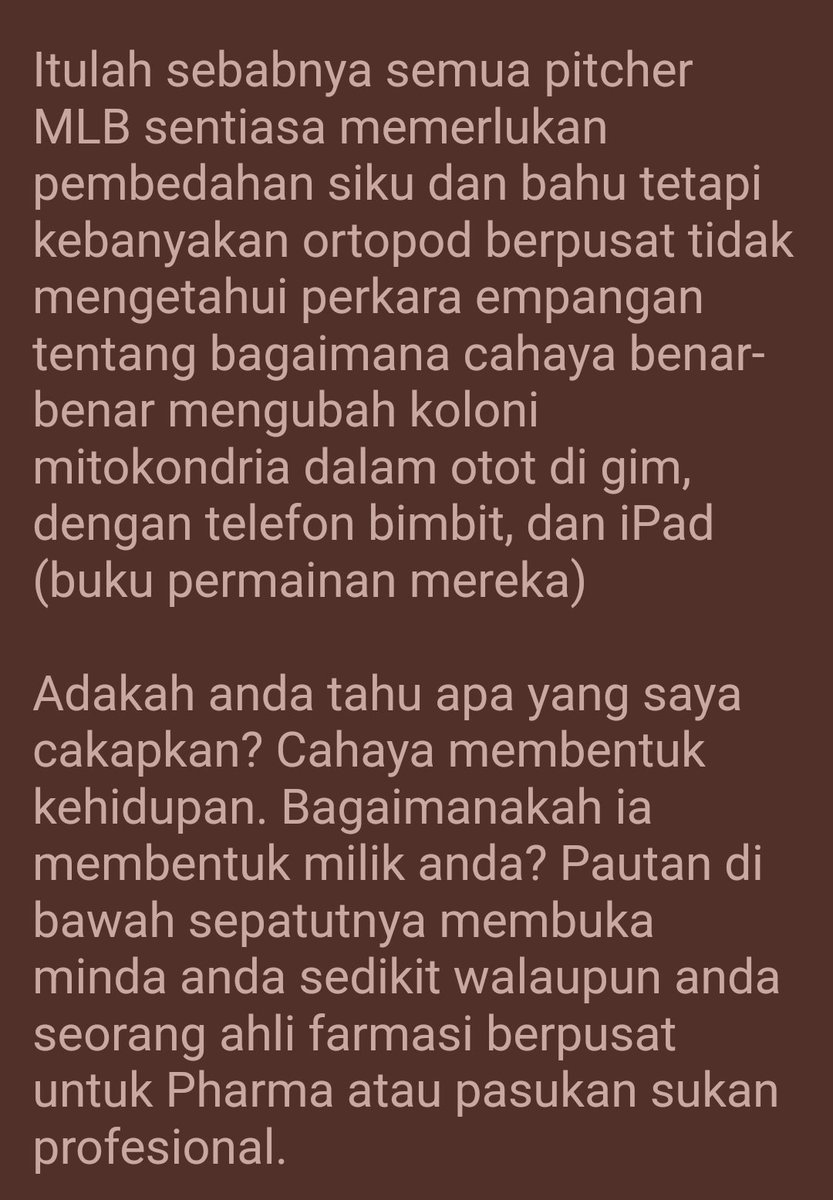 Itulah sebabnya semua pitcher
MLB sentiasa memerlukan
pembedahan siku dan bahu tetapi
kebanyakan ortopod berpusat tidak
mengetahui perkara empangan
tentang bagaimana cahaya benar-
benar mengubah koloni
mitokondria dalam otot di gim,
dengan telefon bimbit, dan iPad
(buku permainan mereka)

Adakah anda tahu apa yang saya
cakapkan? Cahaya membentuk
kehidupan. Bagaimanakah ia
membentuk milik anda? Pautan di
bawah sepatutnya membuka
minda anda sedikit walaupun anda
seorang ahli farmasi berpusat
untuk Pharma atau pasukan sukan
profesional.